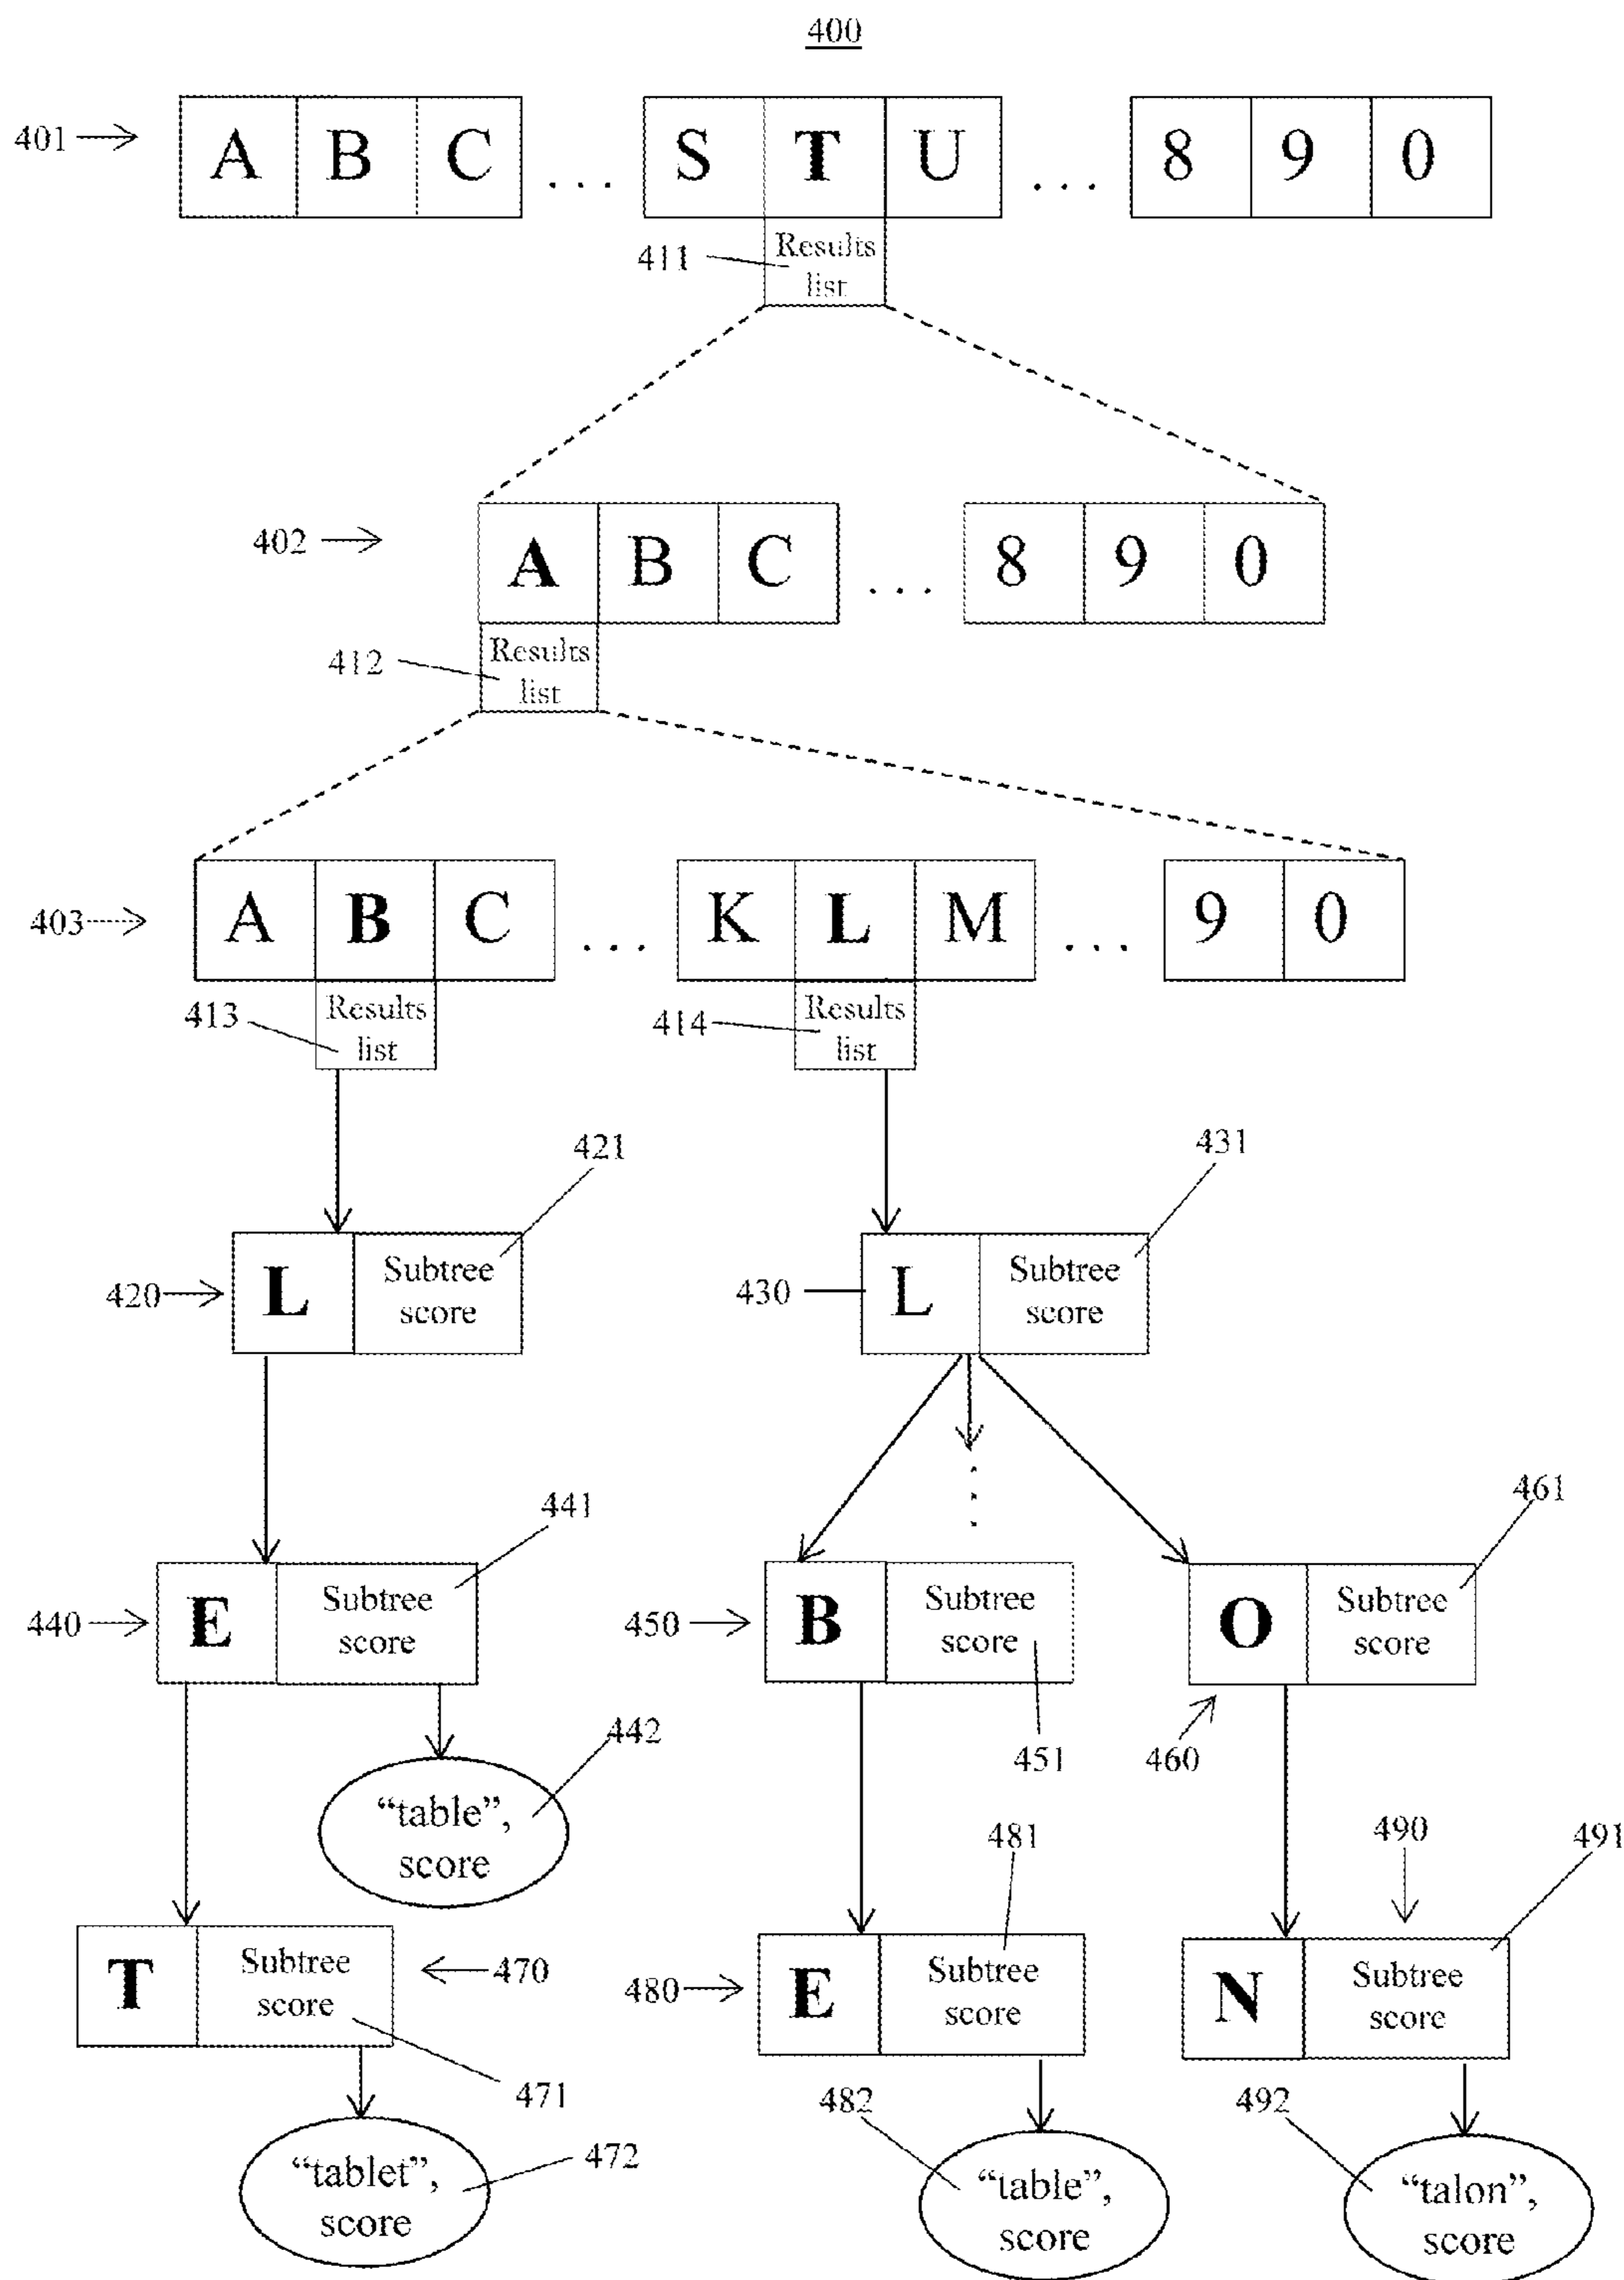 400
401 A B C ... S T U ... 8 9 0
411 Results
list
402 A B C ... 8 9 0
412 Results
list
403 A B C ... K L M ... 9 0
413 Results
list
414 Results
list
421
431
420 L Subtree
score
430 L Subtree
score
441
461
440 E Subtree
score
450 B Subtree
score
O Subtree
score
442
451
460
"table",
score
481
490
491
T Subtree
score
470
480 E Subtree
score
N Subtree
score
471
482
492
"tablet",
score
472
"table",
score
"talon",
score